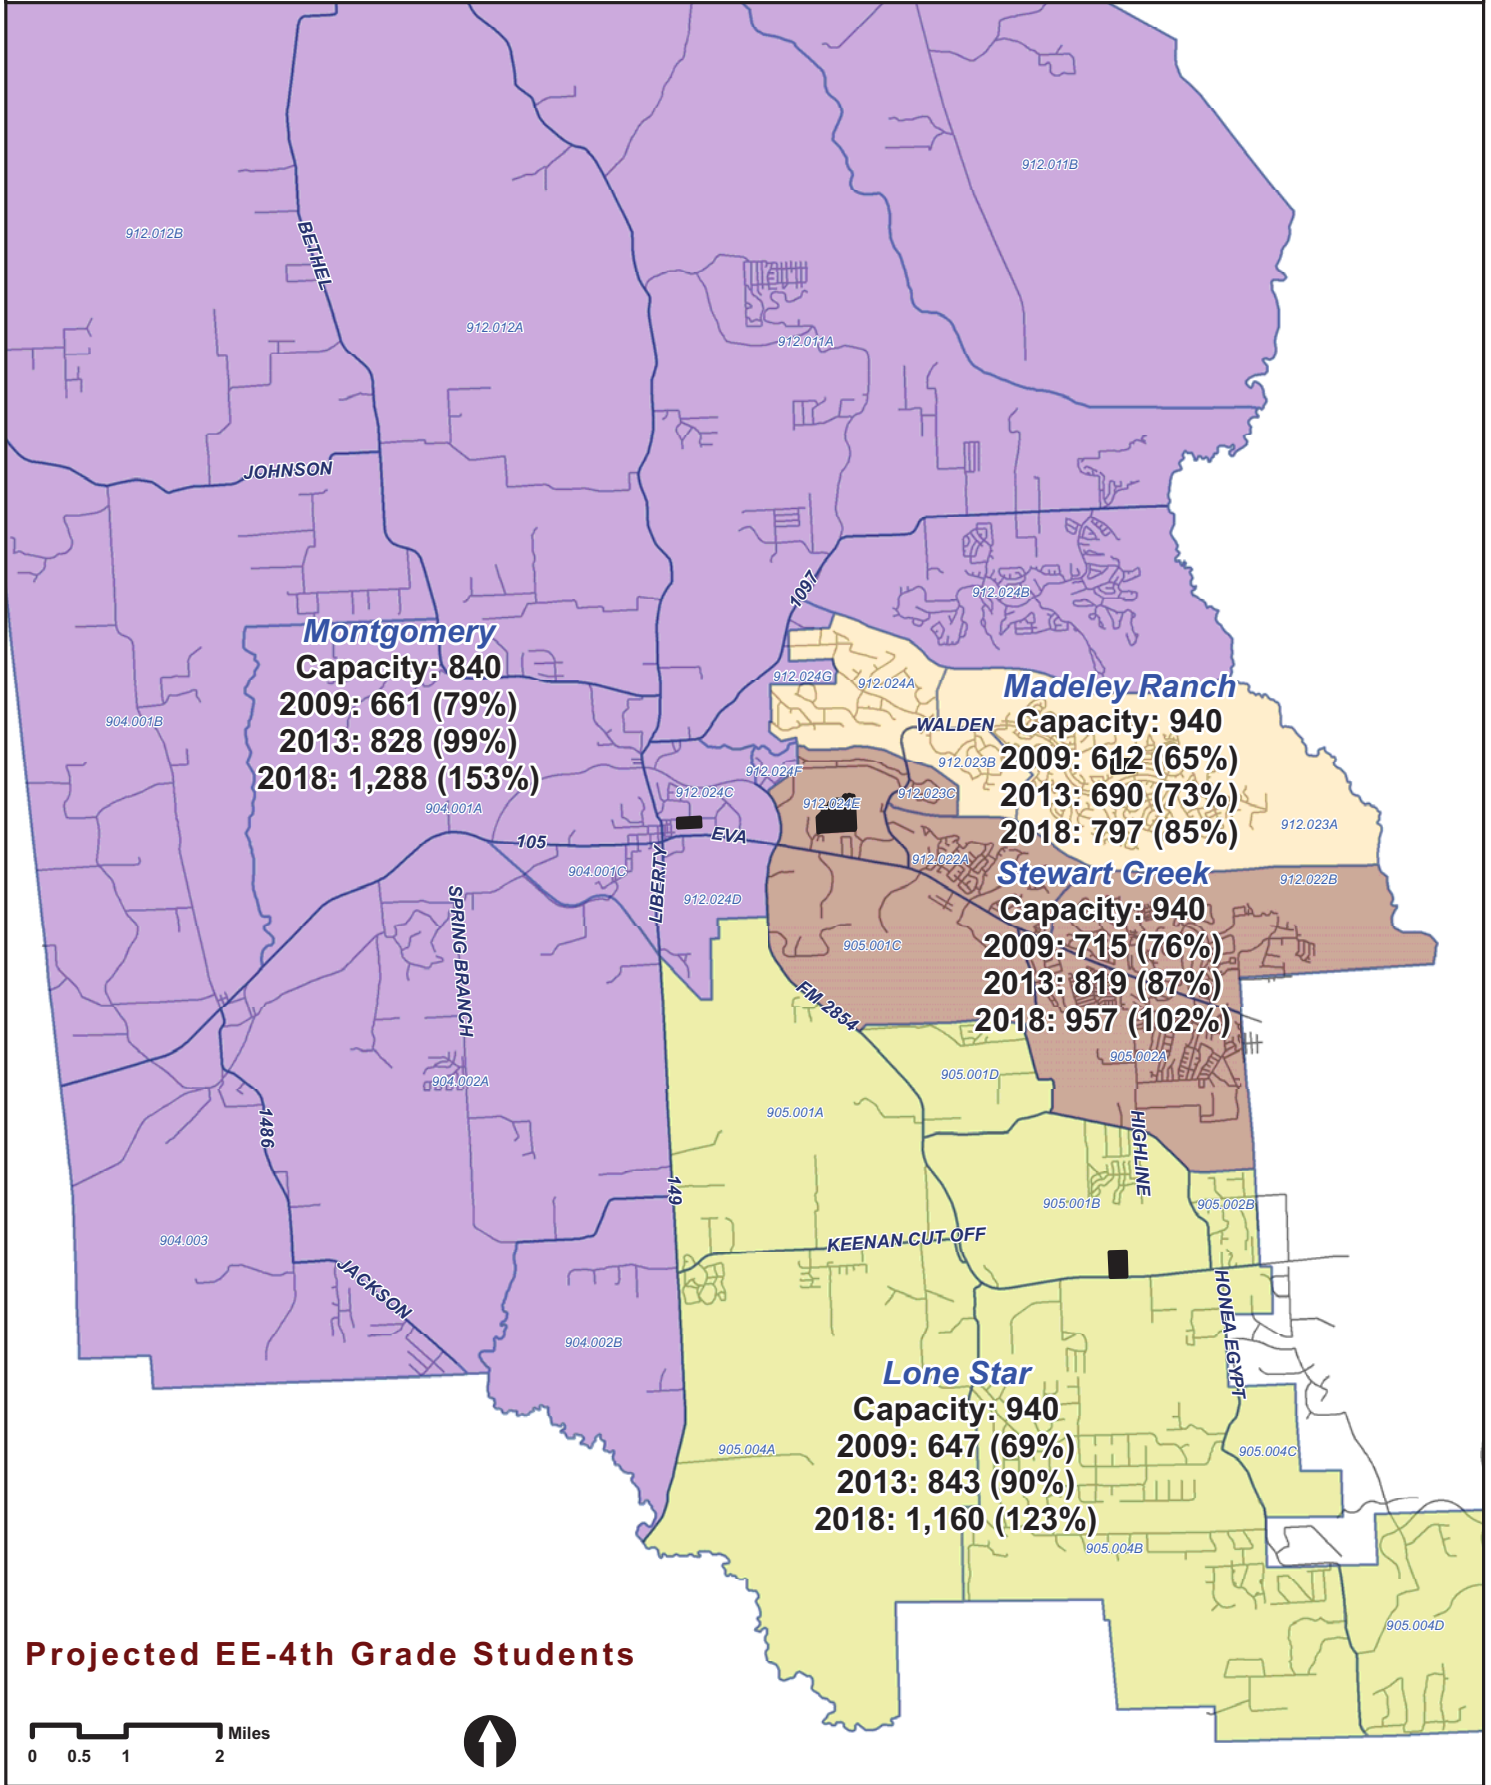 912.011B
912.012B
BETHEL
912.012A
912.011A
JOHNSON
1097
912.024B
Montgomery
Capacity: 840
2009: 661 (79%)
2013: 828 (99%)
2018: 1,288 (153%)
904.001B
904.001A
912.024G
912.024A
WALDEN
Madeley Ranch
Capacity: 940
2009: 612 (65%)
2013: 690 (73%)
2018: 797 (85%)
912.023B
912.024F
912.024C
912.024E
912.023C
912.023A
105
EVA
904.001C
LIBERTY
912.024D
912.022A
912.022B
Stewart Creek
Capacity: 940
2009: 715 (76%)
2013: 819 (87%)
2018: 957 (102%)
905.001C
SPRING BRANCH
FM 2854
905.002A
904.002A
905.001D
905.001A
1486
HIGHLINE
149
905.001B
905.002B
904.003
KEENAN CUT OFF
JACKSON
HONEA EGYPT
904.002B
Lone Star
Capacity: 940
2009: 647 (69%)
2013: 843 (90%)
2018: 1,160 (123%)
905.004A
905.004C
905.004B
905.004D
Projected EE-4th Grade Students
Miles
0 0.5 1 2